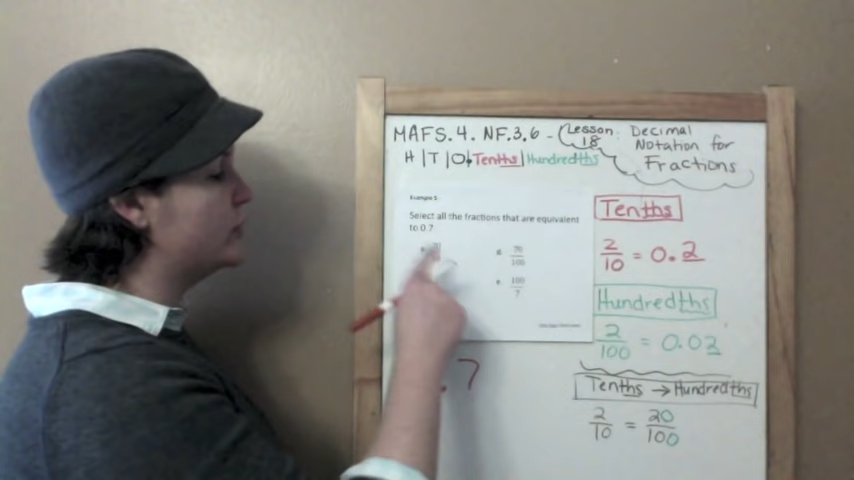 MAFS.4.NF.3.6 - Lesson 18: Decimal Notation for Fractions
H | T | O . Tenths | Hundredths
Example 1
Select all the fractions that are equivalent
to 0.7
d. 70/100
e. 100/7
. 7
Tenths
2/10 = 0.2
Hundredths
2/100 = 0.02
Tenths → Hundredths
2/10 = 20/100